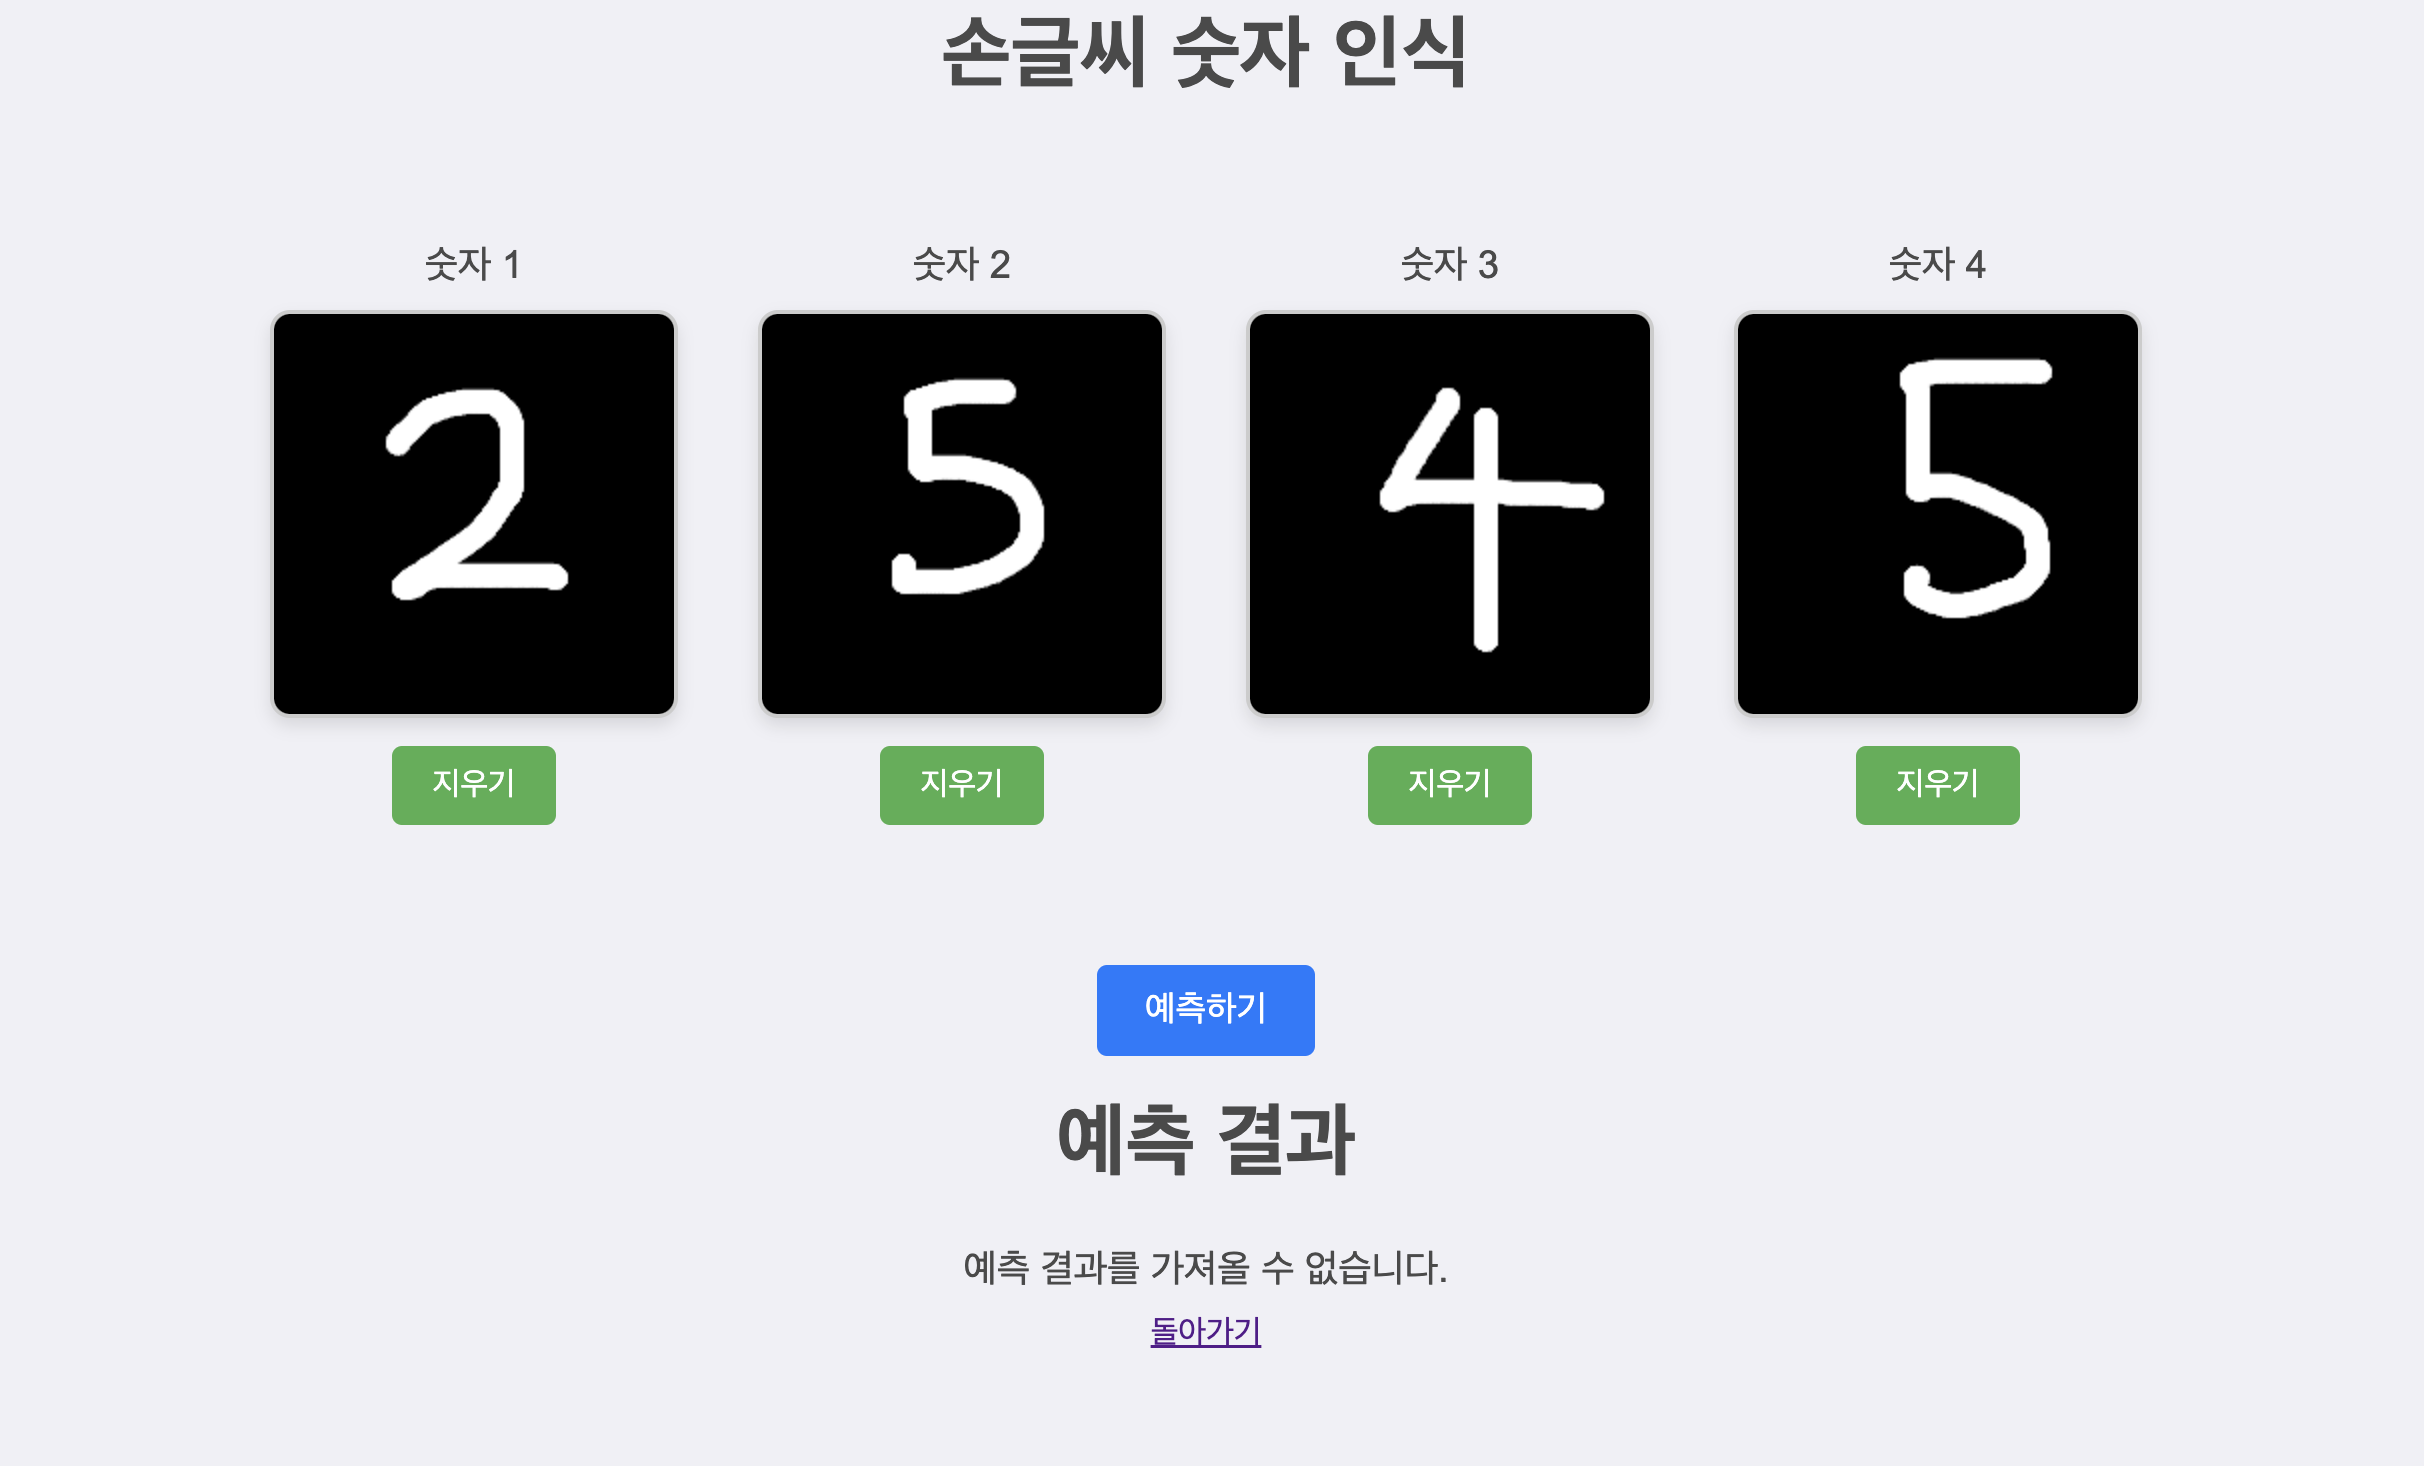 손글씨 숫자 인식
숫자 1 숫자 2 숫자 3 숫자 4
2 5 4 5
지우기 지우기 지우기 지우기
예측하기
예측 결과
예측 결과를 가져올 수 없습니다.
돌아가기